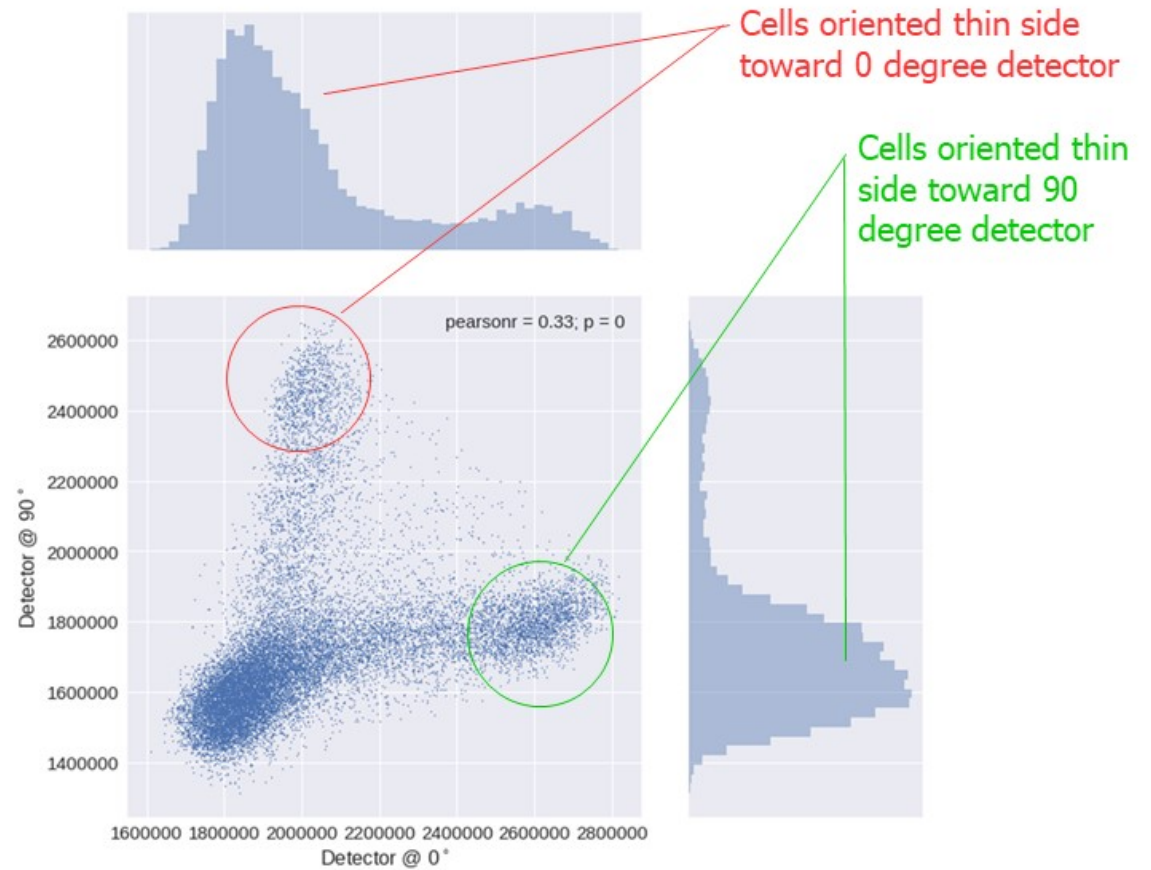 Cells oriented thin side
toward 0 degree detector
Cells oriented thin
side toward 90
degree detector
pearsonr = 0.33; p = 0
2600000
2400000
2200000
2000000
1800000
1600000
1400000
Detector @ 90°
1600000 1800000 2000000 2200000 2400000 2600000 2800000
Detector @ 0°